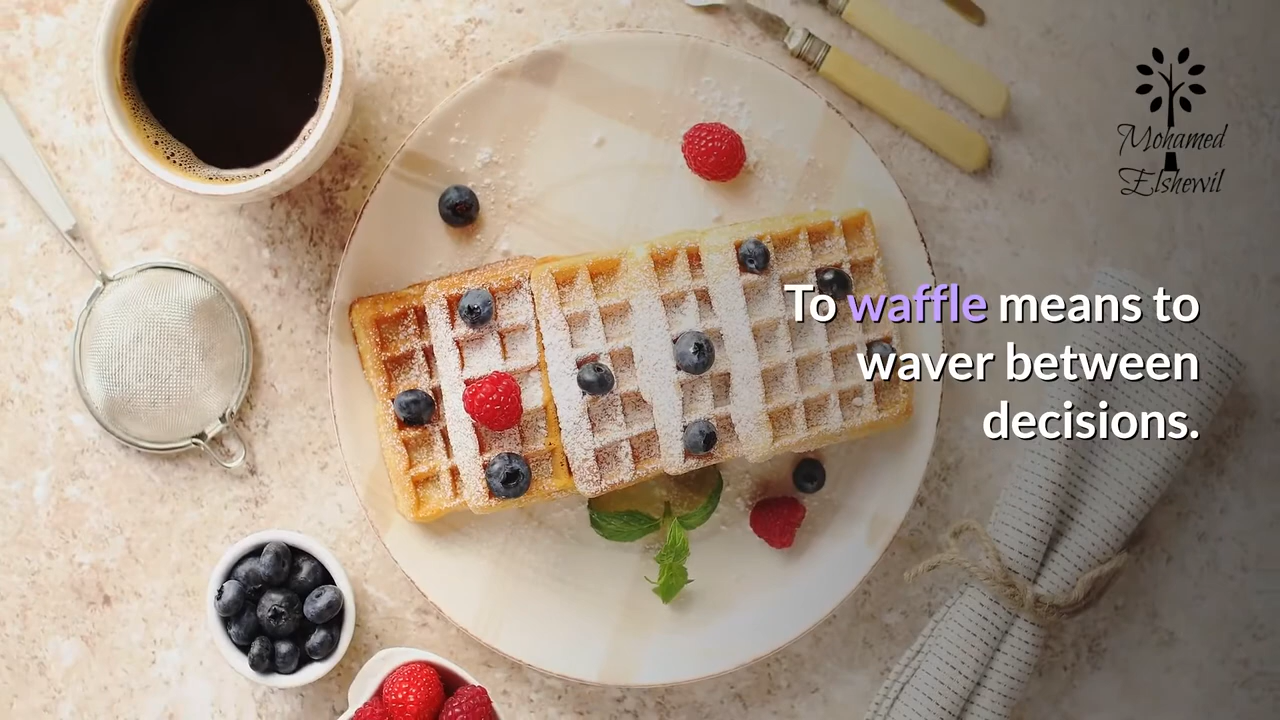 Mohamed
Elshewil
To waffle means to
waver between
decisions.